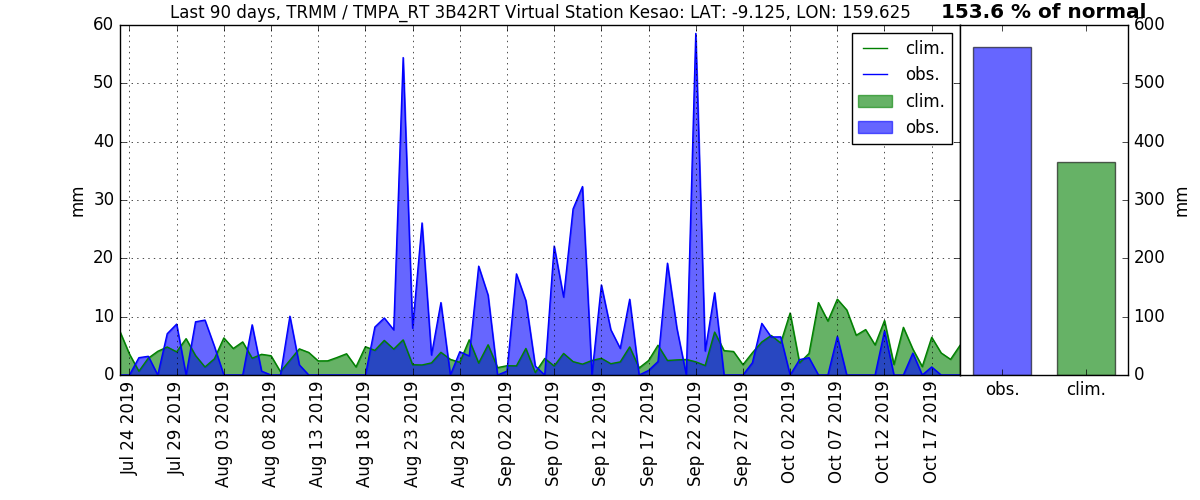 Last 90 days, TRMM / TMPA_RT 3B42RT Virtual Station Kesao: LAT: -9.125, LON: 159.625
153.6 % of normal
60
50
40
30
20
10
0
mm
clim.
obs.
clim.
obs.
600
500
400
300
200
100
0
mm
obs.
clim.
Jul 24 2019
Jul 29 2019
Aug 03 2019
Aug 08 2019
Aug 13 2019
Aug 18 2019
Aug 23 2019
Aug 28 2019
Sep 02 2019
Sep 07 2019
Sep 12 2019
Sep 17 2019
Sep 22 2019
Sep 27 2019
Oct 02 2019
Oct 07 2019
Oct 12 2019
Oct 17 2019